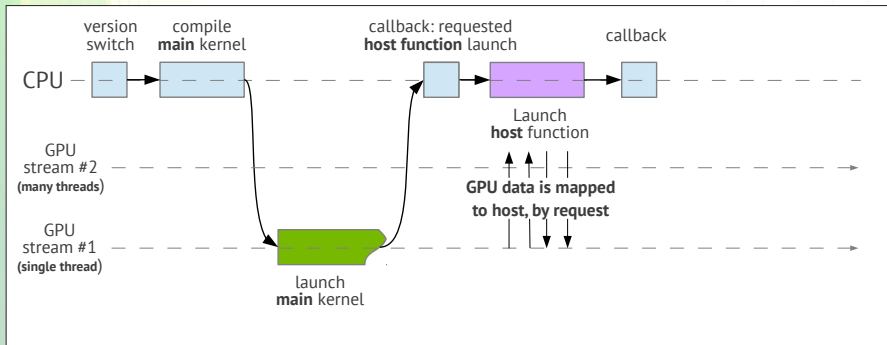 version
switch
compile
main kernel
callback: requested
host function launch
callback
CPU
Launch
host function
GPU
stream #2
(many threads)
GPU data is mapped
to host, by request
GPU
stream #1
(single thread)
launch
main kernel